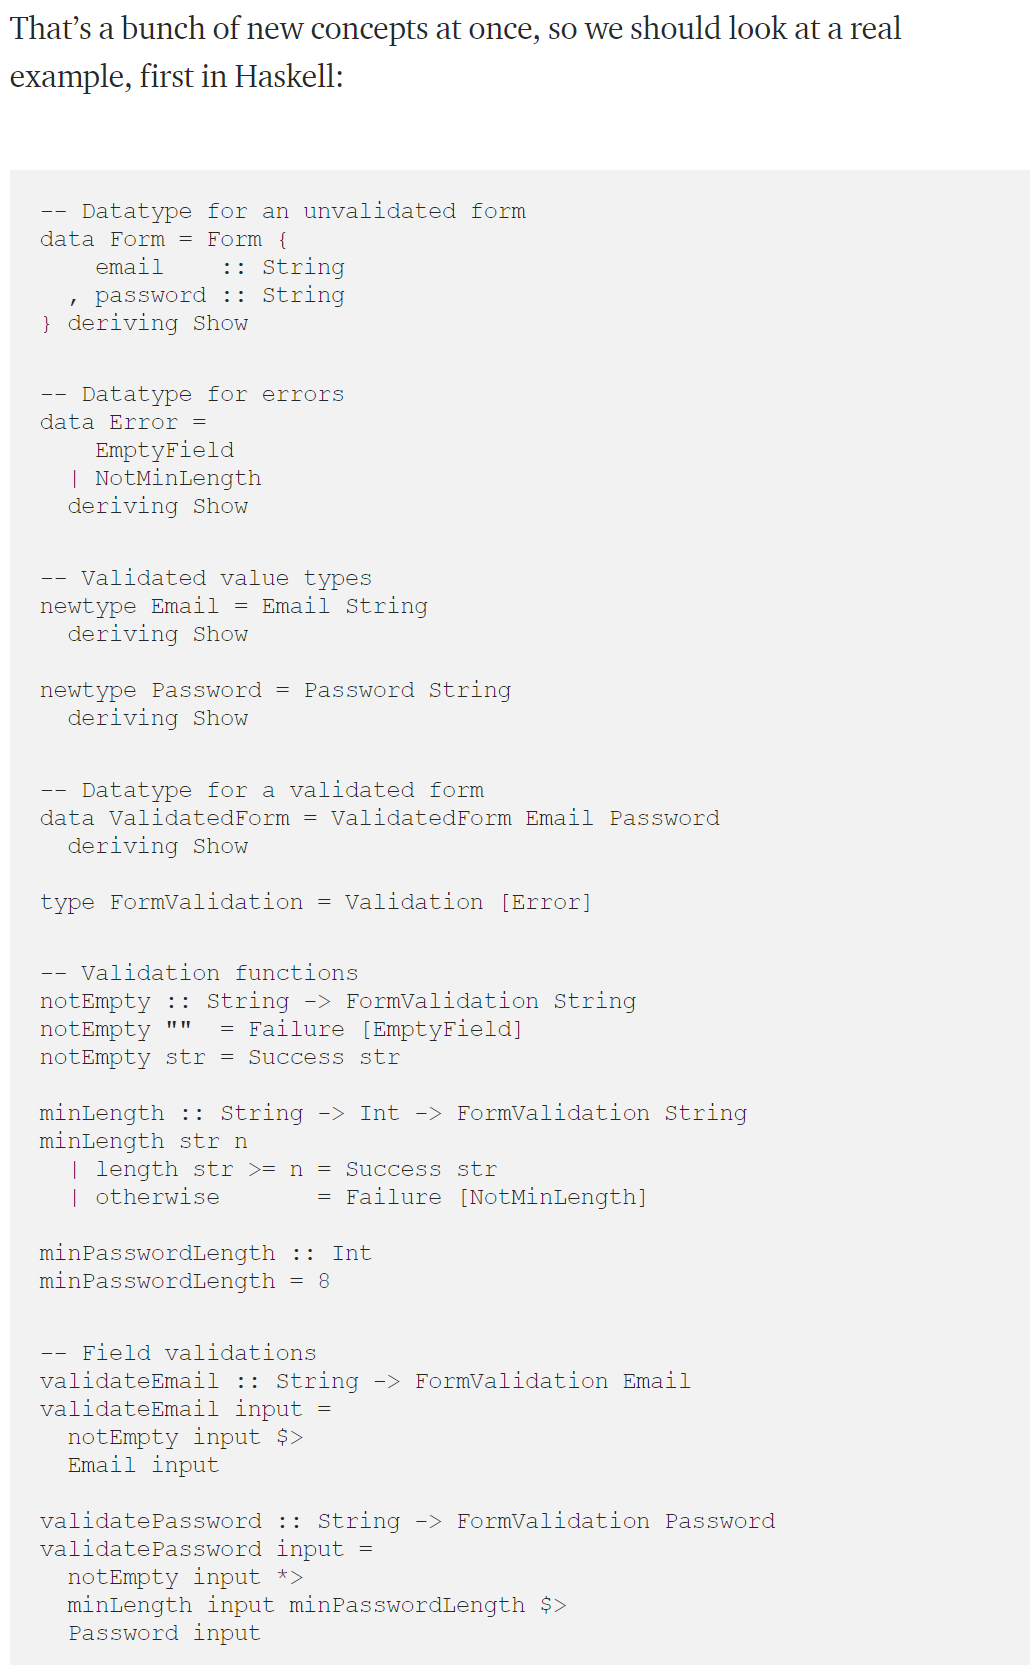 That’s a bunch of new concepts at once, so we should look at a real
example, first in Haskell:
-- Datatype for an unvalidated form
data Form = Form {
    email    :: String
  , password :: String
} deriving Show
-- Datatype for errors
data Error =
    EmptyField
  | NotMinLength
  deriving Show
-- Validated value types
newtype Email = Email String
  deriving Show
newtype Password = Password String
  deriving Show
-- Datatype for a validated form
data ValidatedForm = ValidatedForm Email Password
  deriving Show
type FormValidation = Validation [Error]
-- Validation functions
notEmpty :: String -> FormValidation String
notEmpty ""  = Failure [EmptyField]
notEmpty str = Success str
minLength :: String -> Int -> FormValidation String
minLength str n
  | length str >= n = Success str
  | otherwise       = Failure [NotMinLength]
minPasswordLength :: Int
minPasswordLength = 8
-- Field validations
validateEmail :: String -> FormValidation Email
validateEmail input =
  notEmpty input $>
  Email input
validatePassword :: String -> FormValidation Password
validatePassword input =
  notEmpty input *>
  minLength input minPasswordLength $>
  Password input